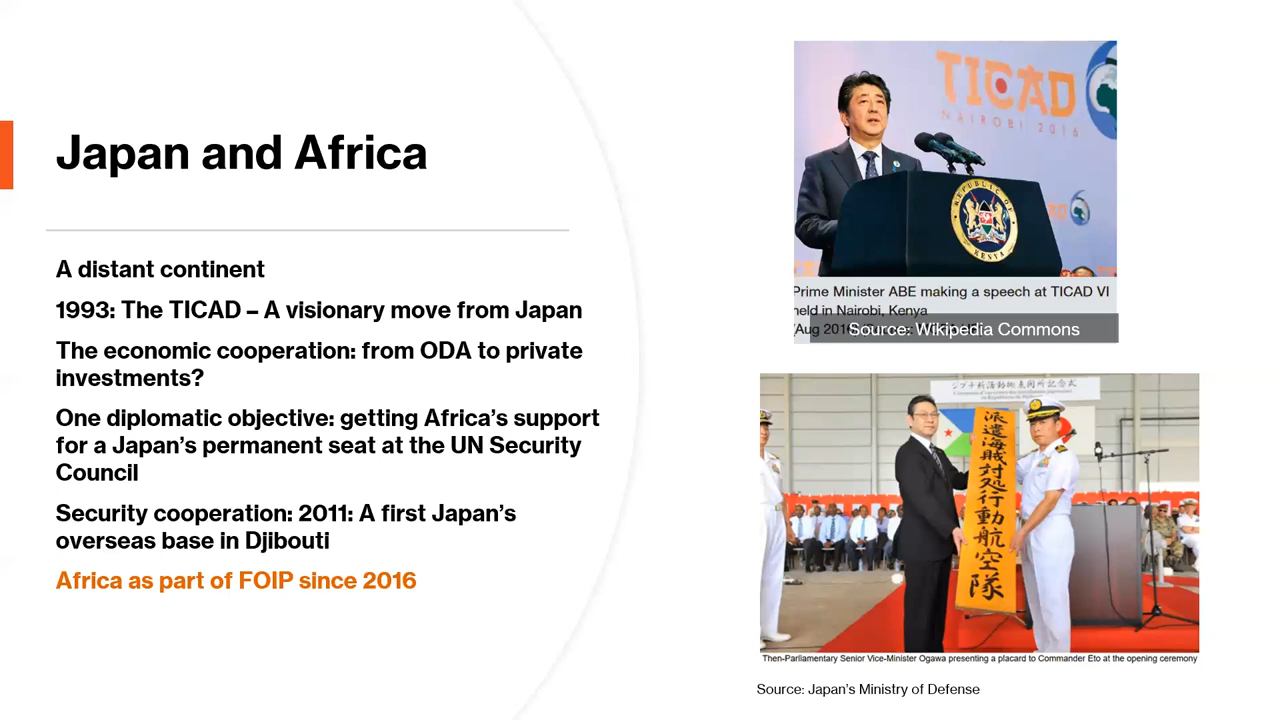 Japan and Africa
A distant continent
1993: The TICAD – A visionary move from Japan
The economic cooperation: from ODA to private
investments?
One diplomatic objective: getting Africa's support
for a Japan's permanent seat at the UN Security
Council
Security cooperation: 2011: A first Japan's
overseas base in Djibouti
Africa as part of FOIP since 2016
TICAD
NAIROBI 2016
REPUBLIC OF
KENYA
Prime Minister ABE making a speech at TICAD VI
held in Nairobi, Kenya
(Aug 2016
Source: Wikipedia Commons
派遣海賊対処行動航空隊
Then-Parliamentary Senior Vice-Minister Ogawa presenting a placard to Commander Eto at the opening ceremony
Source: Japan's Ministry of Defense